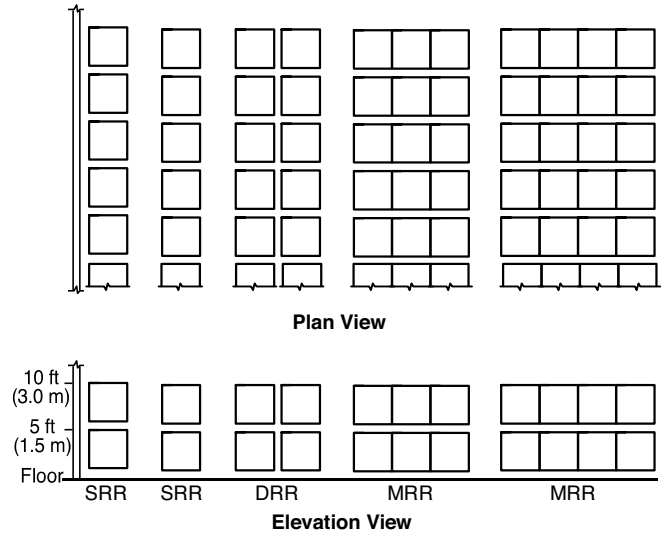 Plan View
10 ft
(3.0 m)
5 ft
(1.5 m)
Floor
SRR SRR DRR MRR MRR
Elevation View